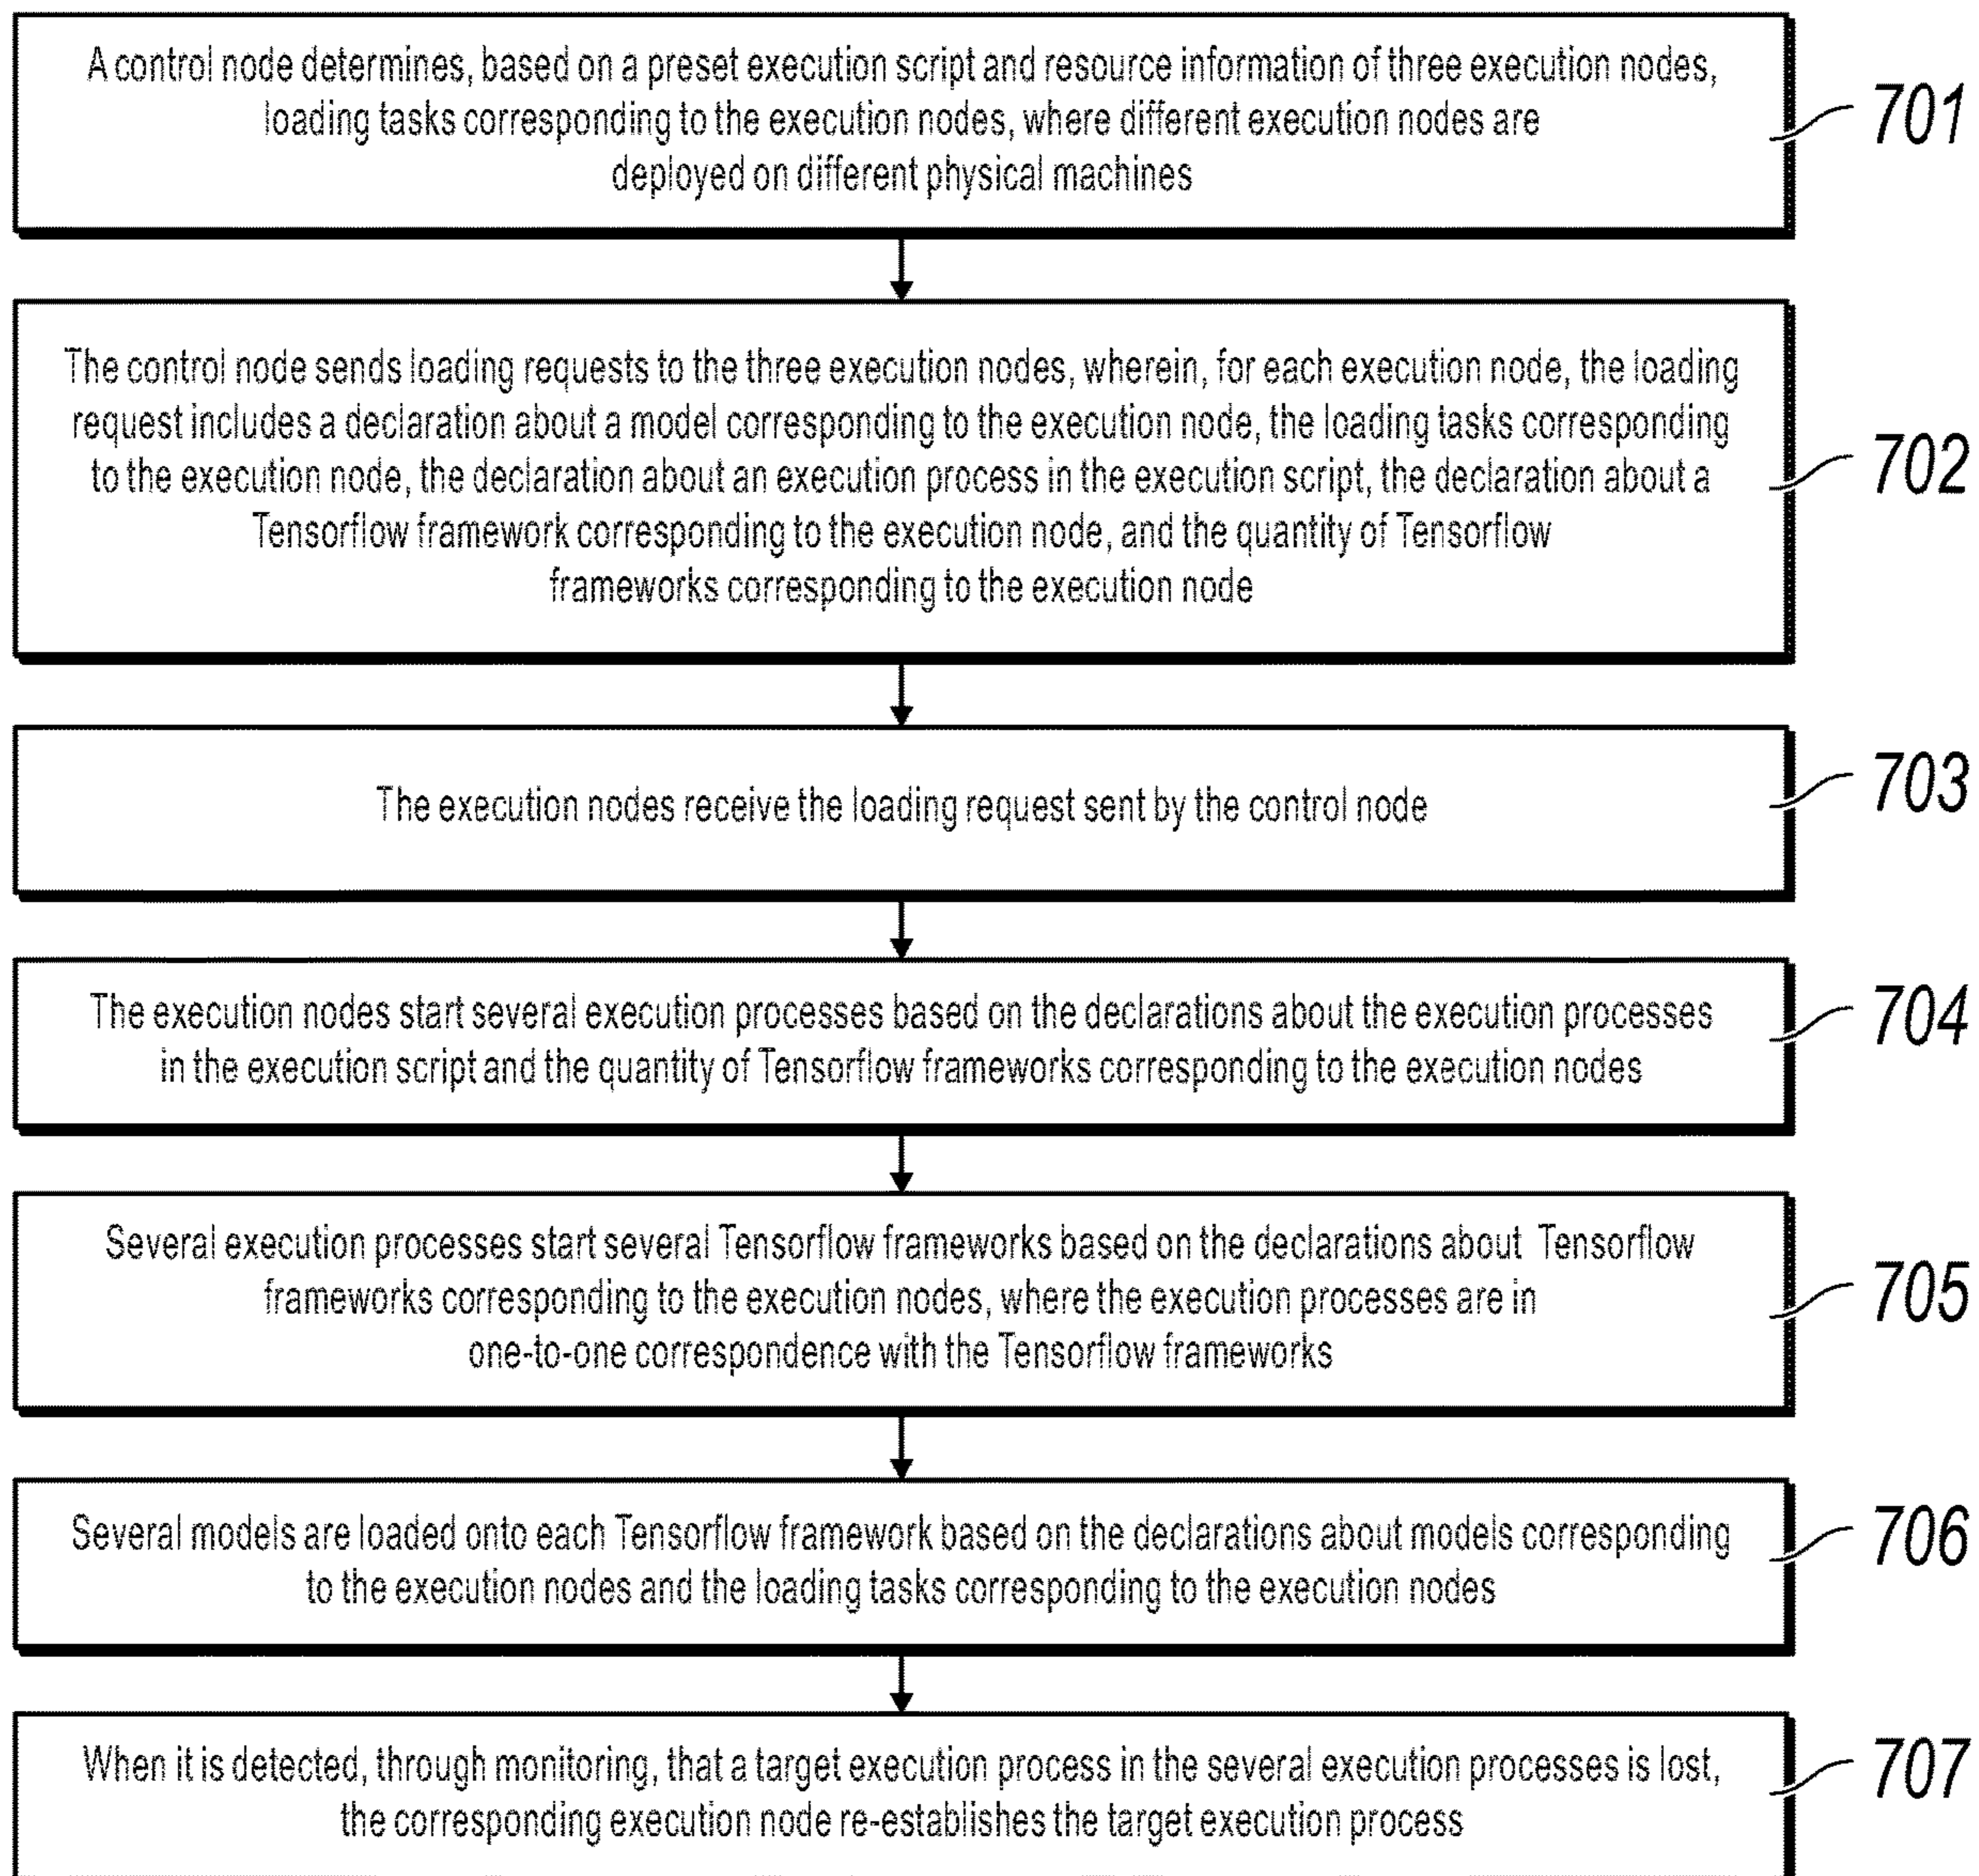 A control node determines, based on a preset execution script and resource information of three execution nodes,
loading tasks corresponding to the execution nodes, where different execution nodes are
deployed on different physical machines
701
The control node sends loading requests to the three execution nodes, wherein, for each execution node, the loading
request includes a declaration about a model corresponding to the execution node, the loading tasks corresponding
to the execution node, the declaration about an execution process in the execution script, the declaration about a
Tensorflow framework corresponding to the execution node, and the quantity of Tensorflow
frameworks corresponding to the execution node
702
The execution nodes receive the loading request sent by the control node
703
The execution nodes start several execution processes based on the declarations about the execution processes
in the execution script and the quantity of Tensorflow frameworks corresponding to the execution nodes
704
Several execution processes start several Tensorflow frameworks based on the declarations about Tensorflow
frameworks corresponding to the execution nodes, where the execution processes are in
one-to-one correspondence with the Tensorflow frameworks
705
Several models are loaded onto each Tensorflow framework based on the declarations about models corresponding
to the execution nodes and the loading tasks corresponding to the execution nodes
706
When it is detected, through monitoring, that a target execution process in the several execution processes is lost,
the corresponding execution node re-establishes the target execution process
707